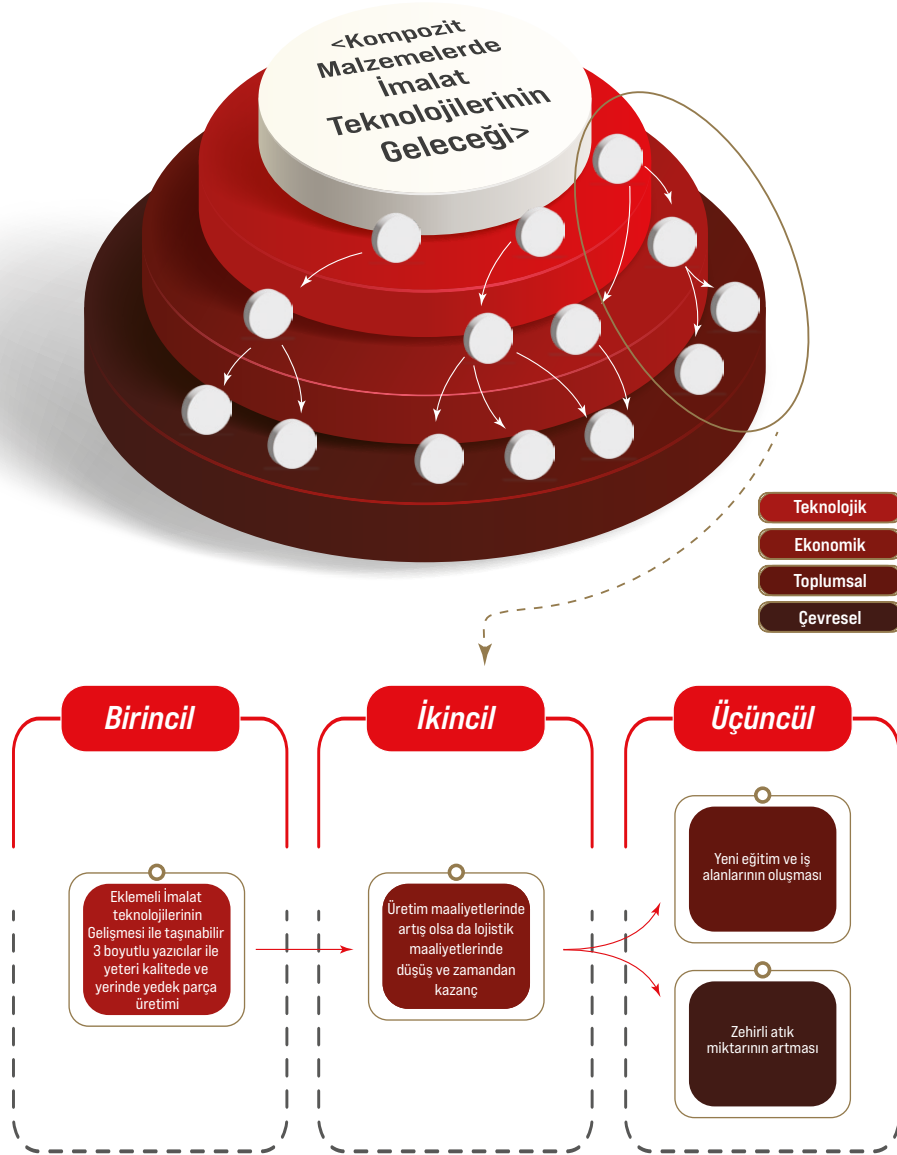 <Kompozit
Malzemelerde
İmalat
Teknolojilerinin
Geleceği>
Teknolojik
Ekonomik
Toplumsal
Çevresel
Birincil
İkincil
Üçüncül
Eklemeli İmalat
teknolojilerinin
Gelişmesi ile taşınabilir
3 boyutlu yazıcılar ile
yeteri kalitede ve
yerinde yedek parça
üretimi
Üretim maaliyetlerinde
artış olsa da lojistik
maaliyetlerinde
düşüş ve zamandan
kazanç
Yeni eğitim ve iş
alanlarının oluşması
Zehirli atık
miktarının artması